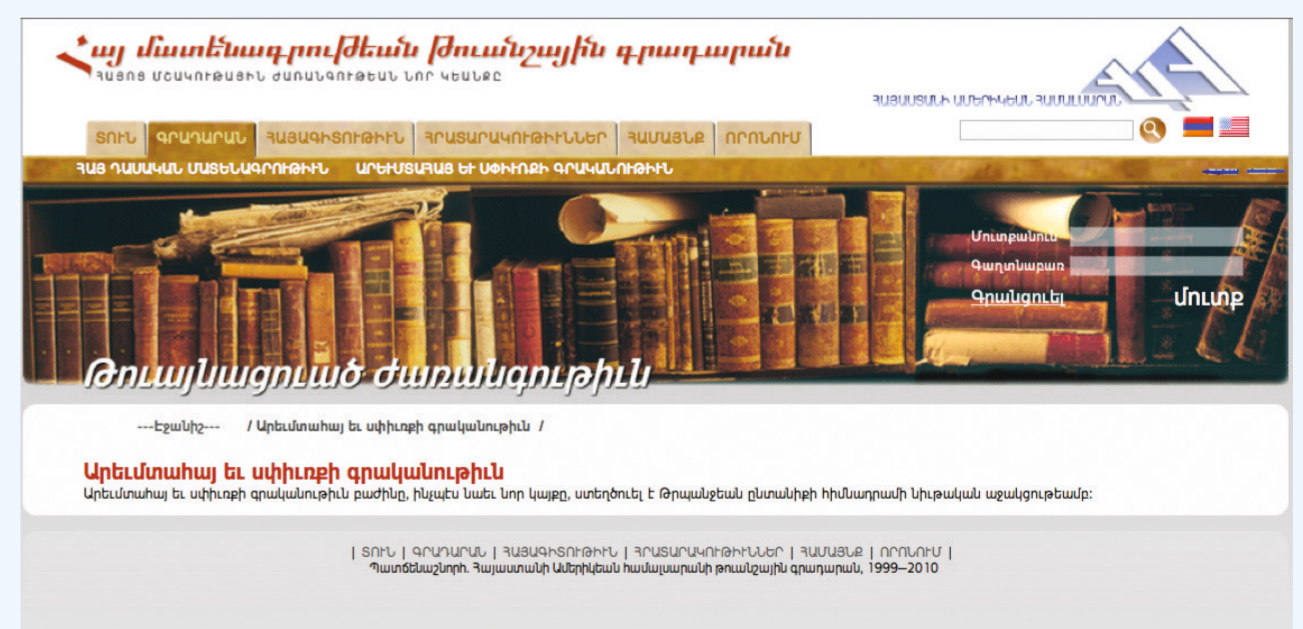 Հայ մատենագրութեան թուանշային գրադարան
ՀԱՅՈՑ ՄՇԱԿՈՒԹԱՅԻՆ ԺԱՌԱՆԳՈՒԹԵԱՆ ՆՈՐ ԿԵԱՆՔԸ
ՀԱՅԱՍՏԱՆԻ ԱՄԵՐԻԿԵԱՆ ՀԱՄԱԼՍԱՐԱՆ
ՏՈՒՆ ԳՐԱԴԱՐԱՆ ՀԱՅԱԳԻՏՈՒԹԻՒՆ ՀՐԱՏԱՐԱԿՈՒԹԻՒՆՆԵՐ ՀԱՄԱՅՆՔ ՈՐՈՆՈՒՄ
ՀԱՅ ԴԱՍԱԿԱՆ ՄԱՏԵՆԱԳՐՈՒԹԻՒՆ ԱՐԵՒՄՏԱՀԱՅ ԵՒ ՍՓԻՒՌՔԻ ԳՐԱԿԱՆՈՒԹԻՒՆ
Մուտքանուն
Գաղտնաբառ
Գրանցուել մուտք
Թուայնացուած ժառանգութիւն
---Էջանիշ--- / Արեւմտահայ եւ սփիւռքի գրականութիւն /
Արեւմտահայ եւ սփիւռքի գրականութիւն
Արեւմտահայ եւ սփիւռքի գրականութիւն բաժինը, ինչպէս նաեւ նոր կայքը, ստեղծուել է Թրպանջեան ընտանիքի հիմնադրամի նիւթական աջակցութեամբ:
| ՏՈՒՆ | ԳՐԱԴԱՐԱՆ | ՀԱՅԱԳԻՏՈՒԹԻՒՆ | ՀՐԱՏԱՐԱԿՈՒԹԻՒՆՆԵՐ | ՀԱՄԱՅՆՔ | ՈՐՈՆՈՒՄ |
Պատճենաշնորհ. Հայաստանի Ամերիկեան համալսարանի թուանշային գրադարան, 1999—2010